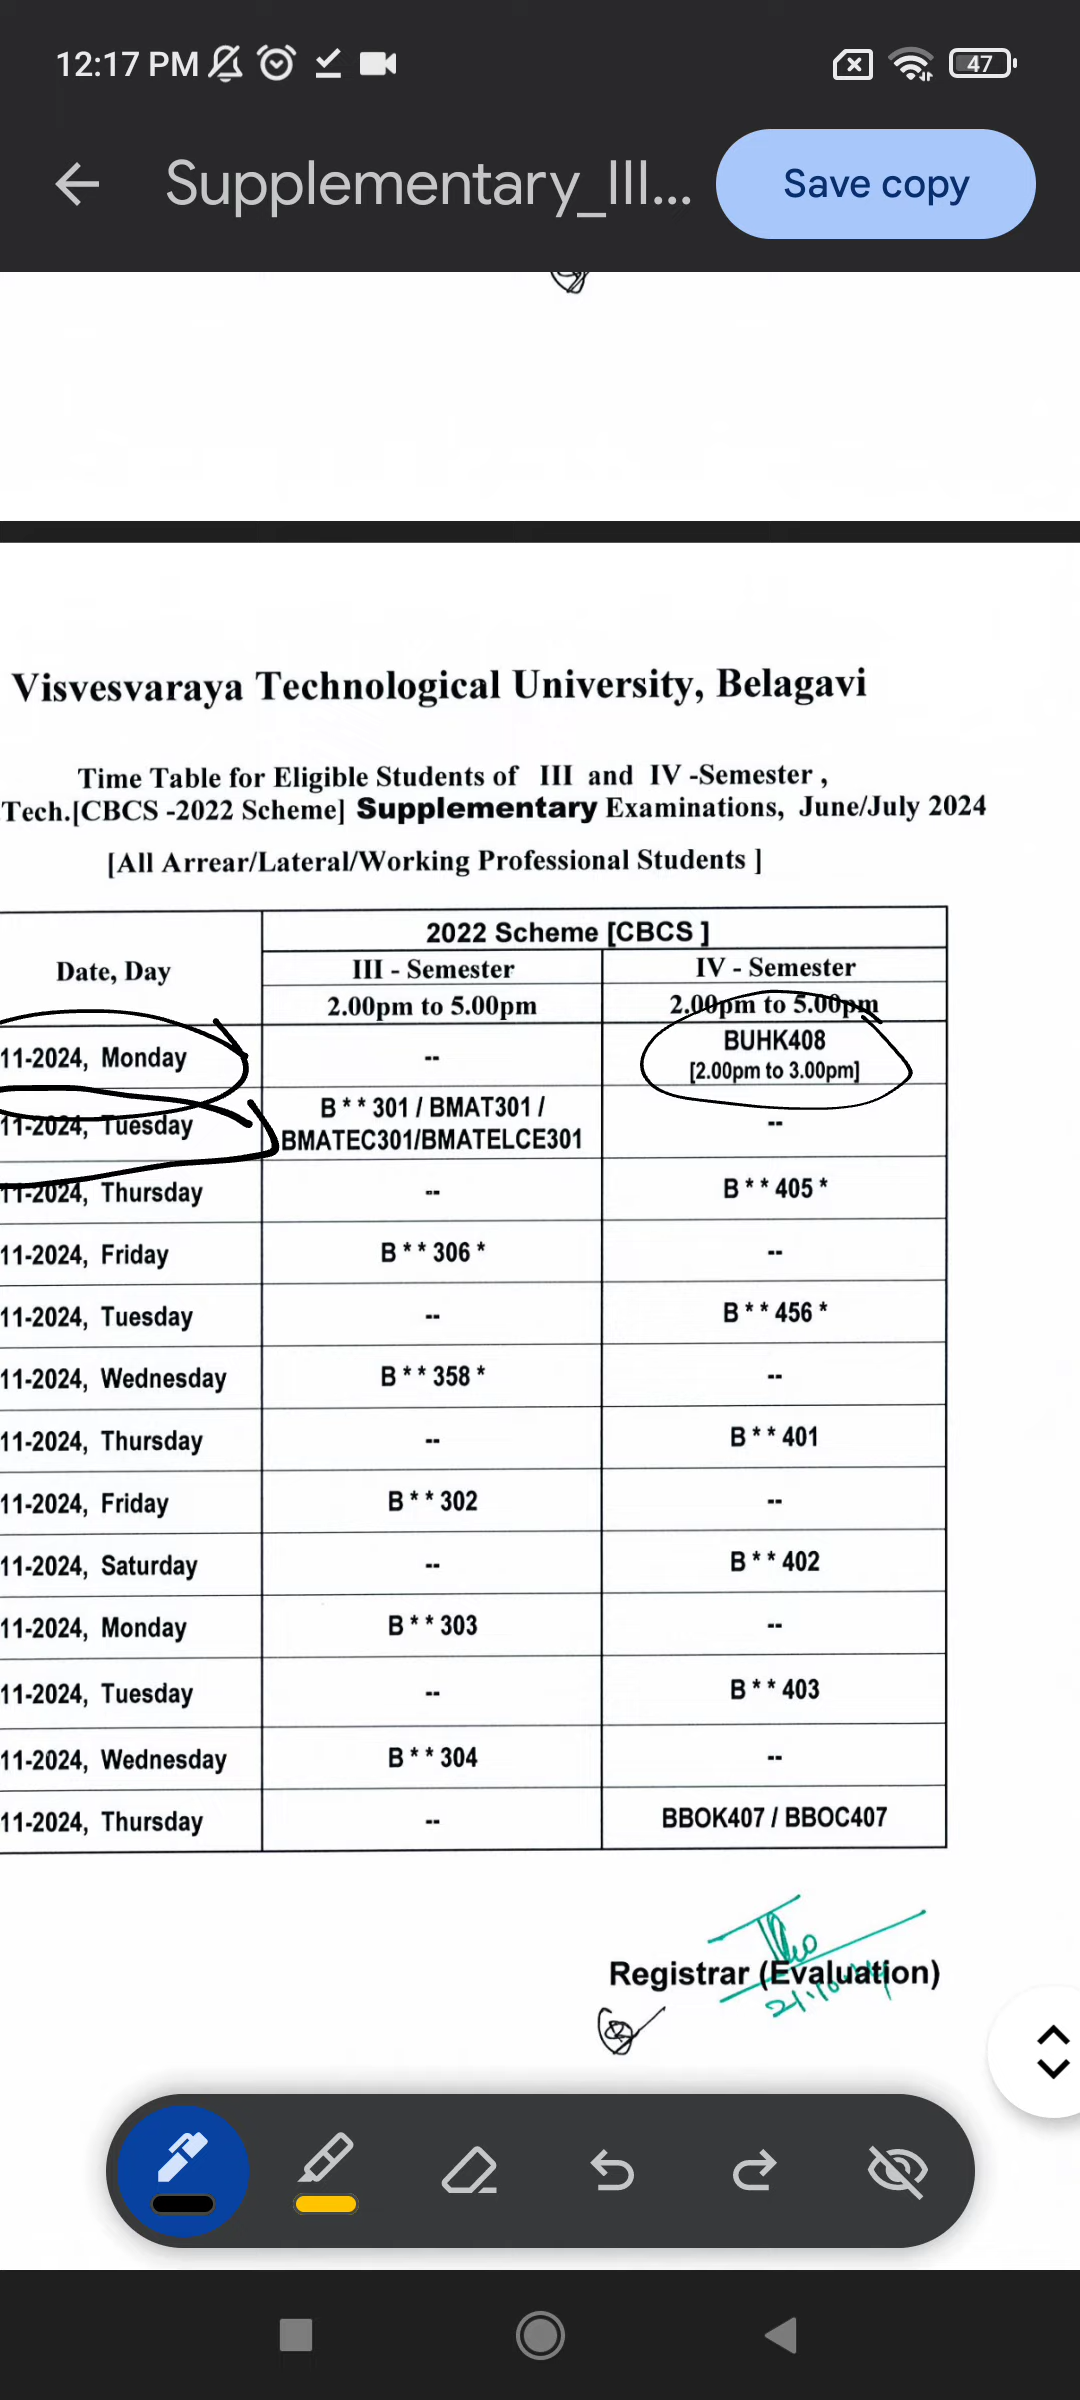 12:17 PM
47
Supplementary_III...
Save copy
Visvesvaraya Technological University, Belagavi
Time Table for Eligible Students of III and IV -Semester ,
Tech.[CBCS -2022 Scheme] Supplementary Examinations, June/July 2024
[All Arrear/Lateral/Working Professional Students ]
Date, Day
2022 Scheme [CBCS ]
III - Semester
IV - Semester
2.00pm to 5.00pm
2.00pm to 5.00pm
11-2024, Monday
--
BUHK408
[2.00pm to 3.00pm]
11-2024, Tuesday
B * * 301 / BMAT301 /
BMATEC301/BMATELCE301
--
11-2024, Thursday
--
B * * 405 *
11-2024, Friday
B * * 306 *
--
11-2024, Tuesday
--
B * * 456 *
11-2024, Wednesday
B * * 358 *
--
11-2024, Thursday
--
B * * 401
11-2024, Friday
B * * 302
--
11-2024, Saturday
--
B * * 402
11-2024, Monday
B * * 303
--
11-2024, Tuesday
--
B * * 403
11-2024, Wednesday
B * * 304
--
11-2024, Thursday
--
BBOK407 / BBOC407
Registrar (Evaluation)